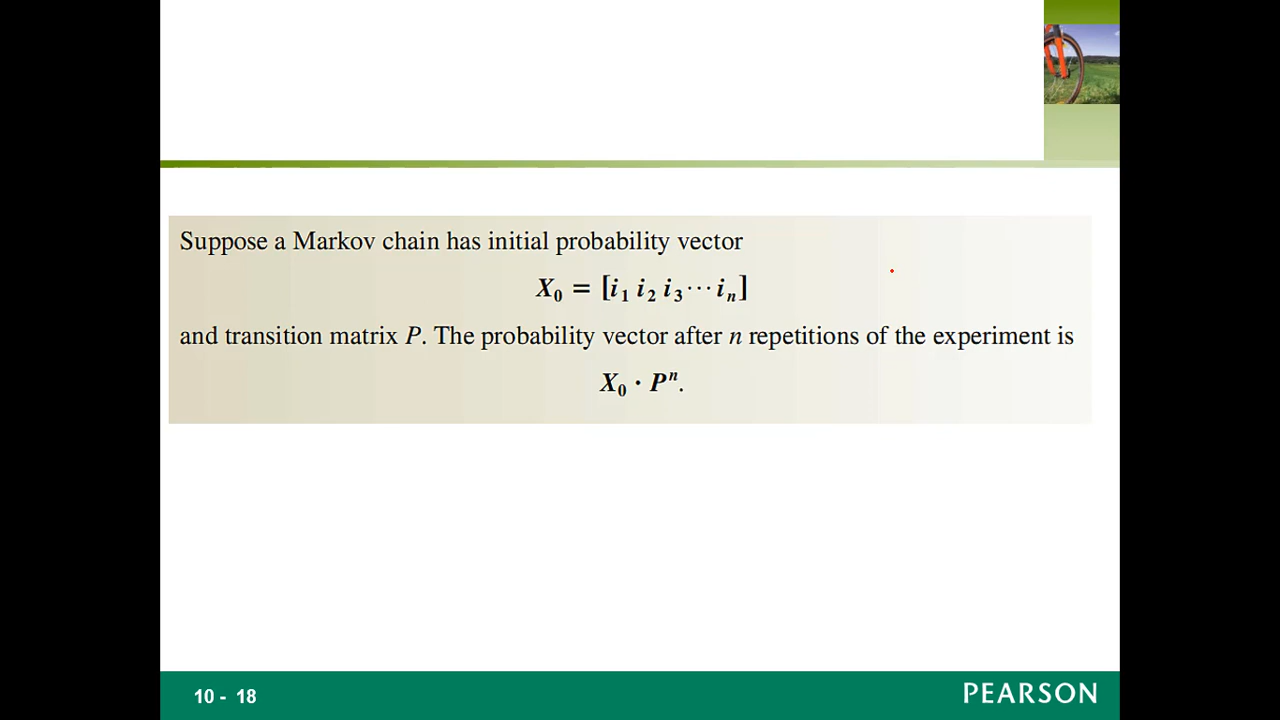 Suppose a Markov chain has initial probability vector
X₀ = [i₁ i₂ i₃ ⋯ iₙ]
and transition matrix P. The probability vector after n repetitions of the experiment is
X₀ · Pⁿ.
10 - 18
PEARSON